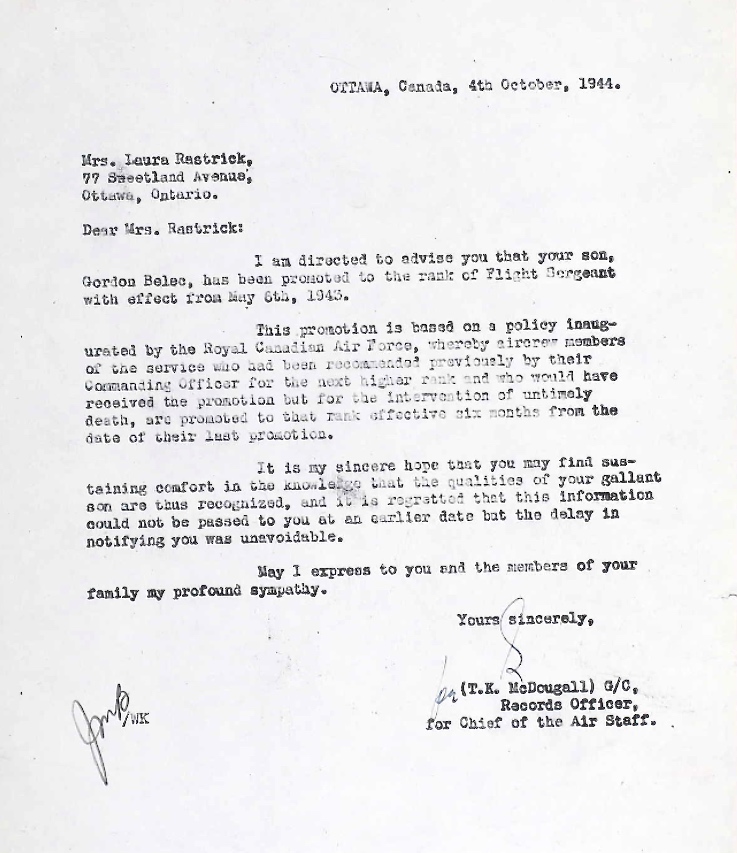 OTTAWA, Canada, 4th October, 1944.
Mrs. Laura Rastrick,
77 Sweetland Avenue,
Ottawa, Ontario.
Dear Mrs. Rastrick:
I am directed to advise you that your son,
Gordon Belec, has been promoted to the rank of Flight Sergeant
with effect from May 6th, 1943.
This promotion is based on a policy inaug-
urated by the Royal Canadian Air Force, whereby aircrew members
of the service who had been recommended previously by their
Commanding Officer for the next higher rank and who would have
received the promotion but for the intervention of untimely
death, are promoted to that rank effective six months from the
date of their last promotion.
It is my sincere hope that you may find sus-
taining comfort in the knowledge that the qualities of your gallant
son are thus recognized, and it is regretted that this information
could not be passed to you at an earlier date but the delay in
notifying you was unavoidable.
May I express to you and the members of your
family my profound sympathy.
Yours sincerely,
for (T.K. McDougall) G/C,
Records Officer,
for Chief of the Air Staff.
/WK